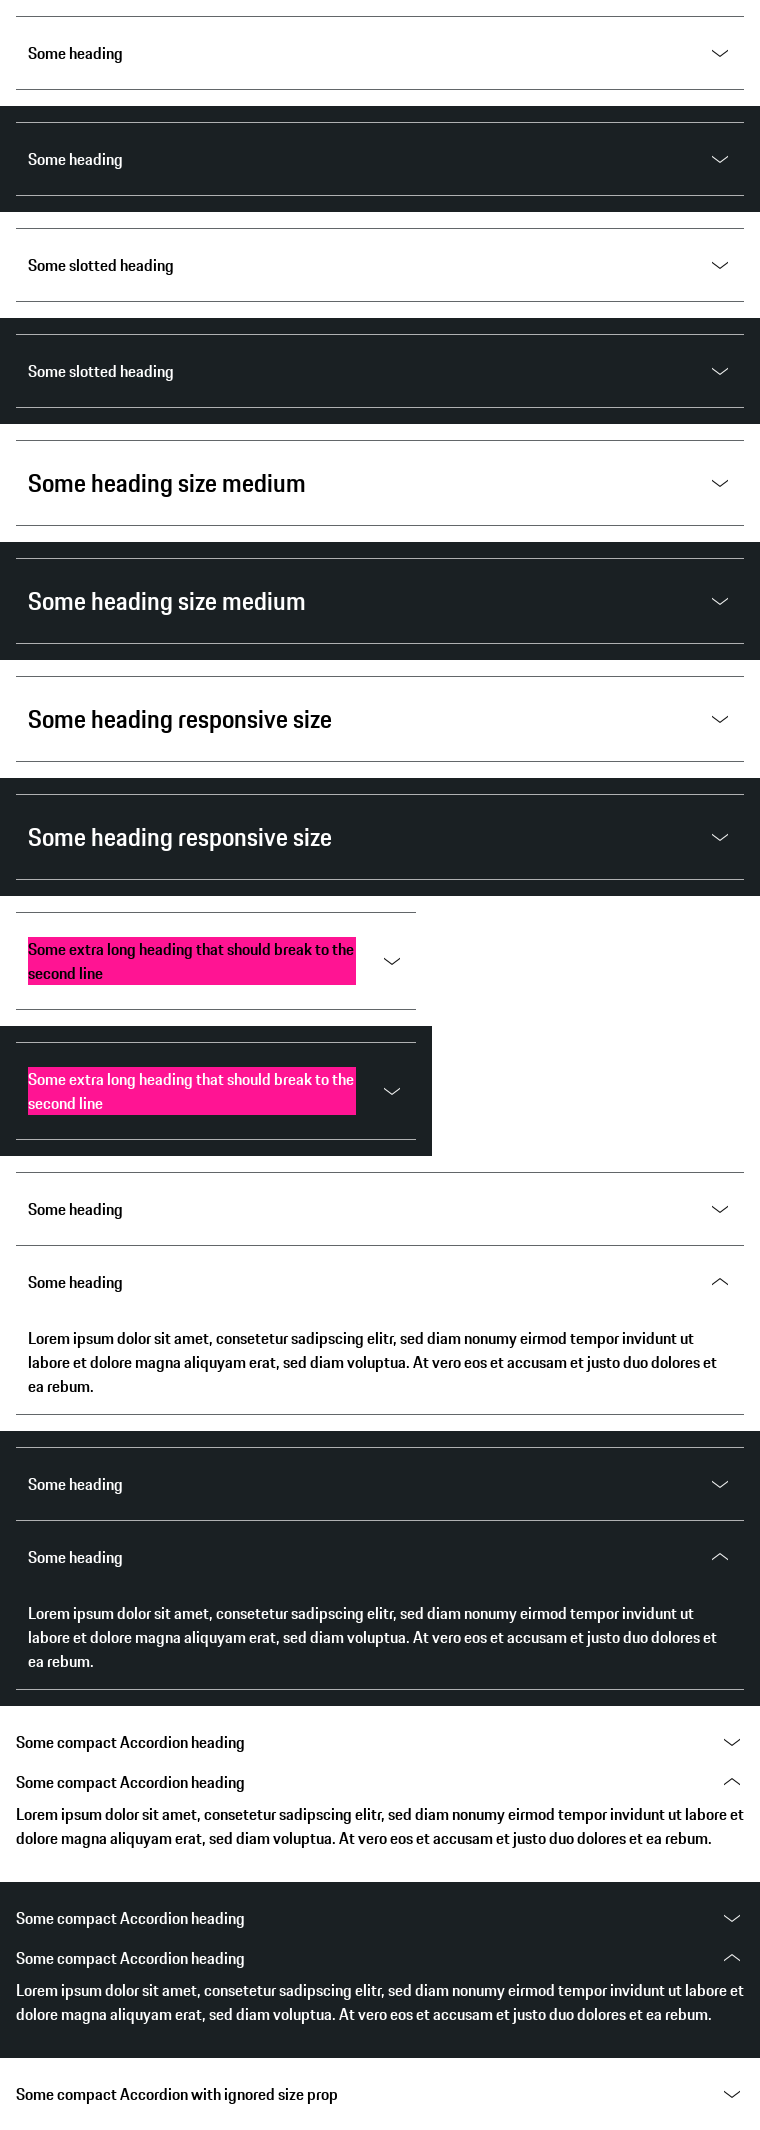 Some heading
Some heading
Some slotted heading
Some slotted heading
Some heading size medium
Some heading size medium
Some heading responsive size
Some heading responsive size
Some extra long heading that should break to the
second line
Some extra long heading that should break to the
second line
Some heading
Some heading
Lorem ipsum dolor sit amet, consetetur sadipscing elitr, sed diam nonumy eirmod tempor invidunt ut
labore et dolore magna aliquyam erat, sed diam voluptua. At vero eos et accusam et justo duo dolores et
ea rebum.
Some heading
Some heading
Lorem ipsum dolor sit amet, consetetur sadipscing elitr, sed diam nonumy eirmod tempor invidunt ut
labore et dolore magna aliquyam erat, sed diam voluptua. At vero eos et accusam et justo duo dolores et
ea rebum.
Some compact Accordion heading
Some compact Accordion heading
Lorem ipsum dolor sit amet, consetetur sadipscing elitr, sed diam nonumy eirmod tempor invidunt ut labore et
dolore magna aliquyam erat, sed diam voluptua. At vero eos et accusam et justo duo dolores et ea rebum.
Some compact Accordion heading
Some compact Accordion heading
Lorem ipsum dolor sit amet, consetetur sadipscing elitr, sed diam nonumy eirmod tempor invidunt ut labore et
dolore magna aliquyam erat, sed diam voluptua. At vero eos et accusam et justo duo dolores et ea rebum.
Some compact Accordion with ignored size prop